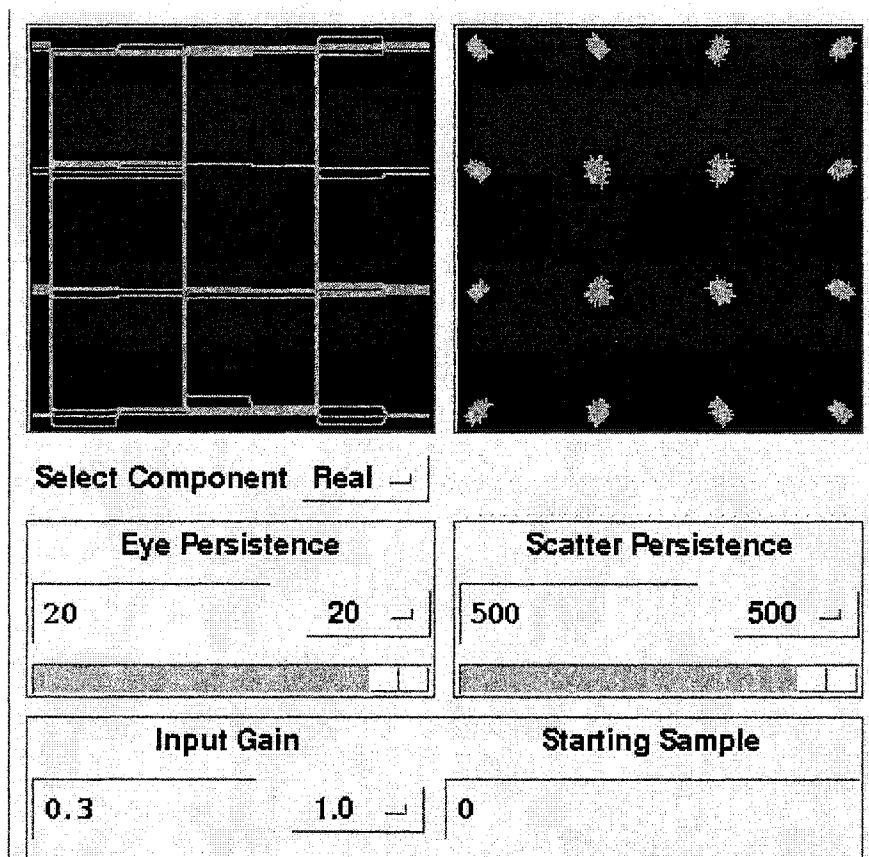 Select Component Real
Eye Persistence
Scatter Persistence
20 20
500 500
Input Gain
Starting Sample
0.3 1.0
0